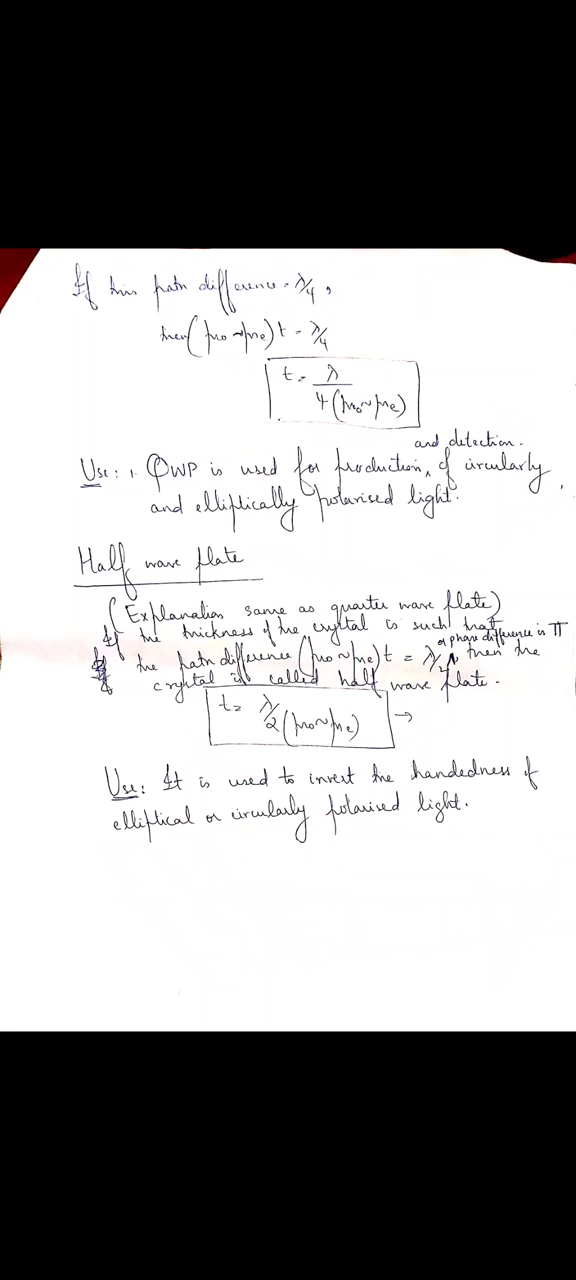 If this path difference = λ/4,
then (μo ~ μe) t = λ/4
t = λ / 4 (μo ~ μe)
Use: 1. QWP is used for production and detection. of circularly
and elliptically polarised light.
Half wave plate
(Explanation same as quarter wave plate)
If the thickness of the crystal is such that
the path difference (μo ~ μe) t = λ/2 or phase difference is π, then the
crystal is called half wave plate.
t = λ/2 (μo ~ μe) →
Use: It is used to invert the handedness of
elliptical or circularly polarised light.